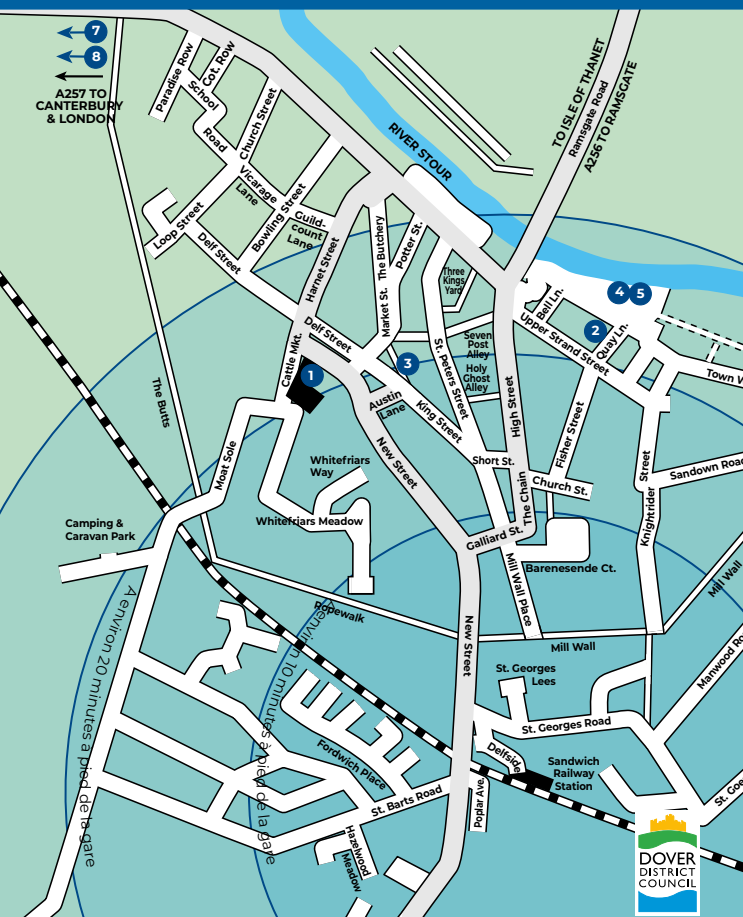 7
8
A257 TO
CANTERBURY
& LONDON
Paradise Row
Cot. Row
School
Road
Church Street
Vicarage
Lane
Loop Street
Delf Street
Bowling Street
Guild-
count
Lane
Harnet Street
RIVER STOUR
TO ISLE OF THANET
Ramsgate Road
A256 TO RAMSGATE
The Butchery
Market St.
Potter St.
Three
Kings
Yard
4
5
Bell Ln.
2
Quay Ln.
Upper Strand Street
Delf Street
Cattle Mkt.
1
3
St. Peters Street
Seven
Post
Alley
Holy
Ghost
Alley
High Street
Town W
The Butts
Austin
Lane
King Street
New Street
Fisher Street
Moat Sole
Whitefriars
Way
Whitefriars Meadow
Short St.
Church St.
The Chain
Knightrider
Street
Sandown Road
Camping &
Caravan Park
Galliard St.
Mill Wall Place
Barenesende Ct.
Mill Wall
Ropewalk
Mill Wall
New Street
St. Georges
Lees
Manwood Ro
A environ 20 minutes à pied de la gare
A environ 10 minutes à pied de la gare
St. Georges Road
Delfside
Sandwich
Railway
Station
Fordwich Place
St. Barts Road
Poplar Ave.
St. Geo
Hazelwood
Meadow
DOVER
DISTRICT
COUNCIL